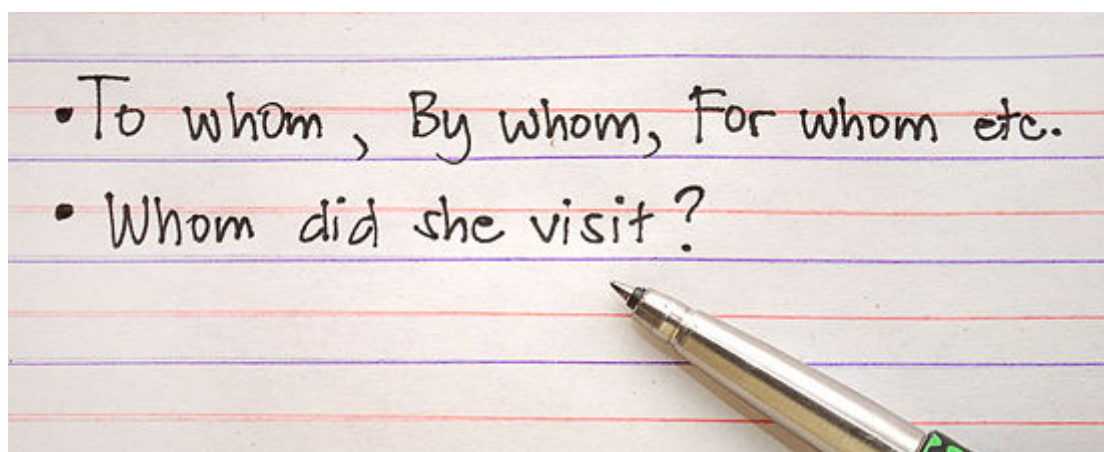 • To whom, By whom, For whom etc.
• Whom did she visit?